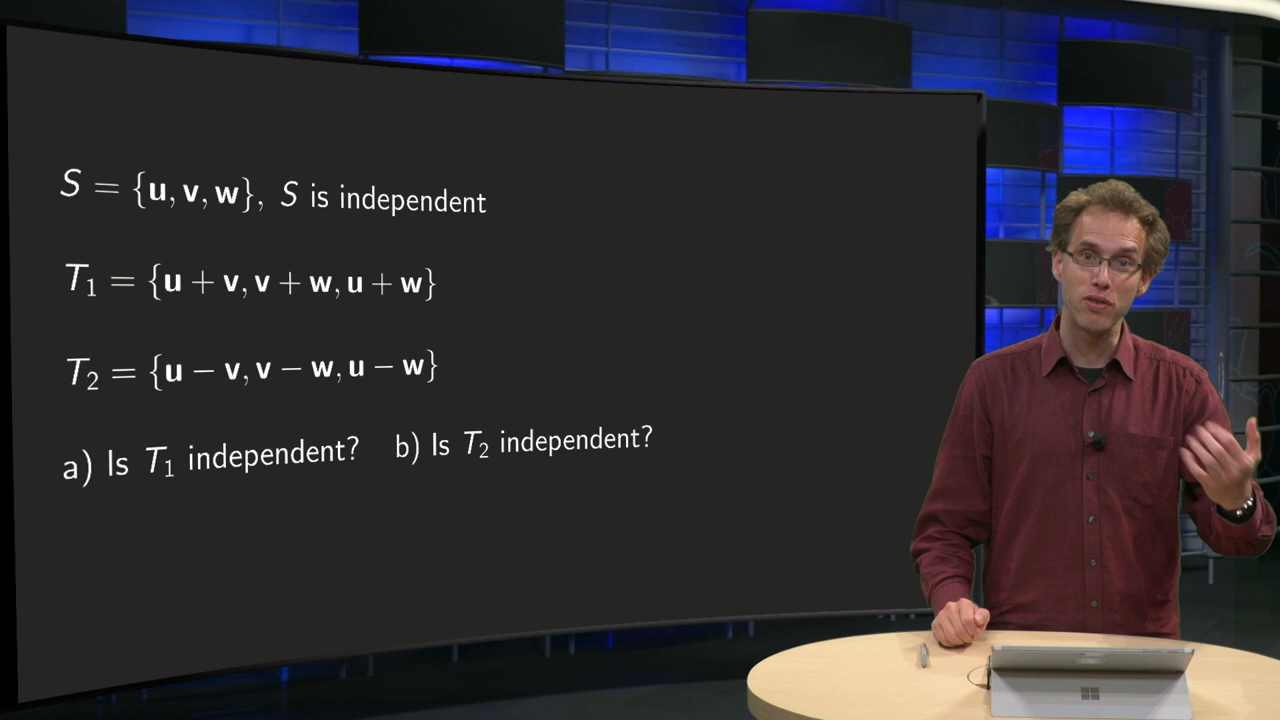 S = {u, v, w}, S is independent
T₁ = {u + v, v + w, u + w}
T₂ = {u − v, v − w, u − w}
a) Is T₁ independent? b) Is T₂ independent?